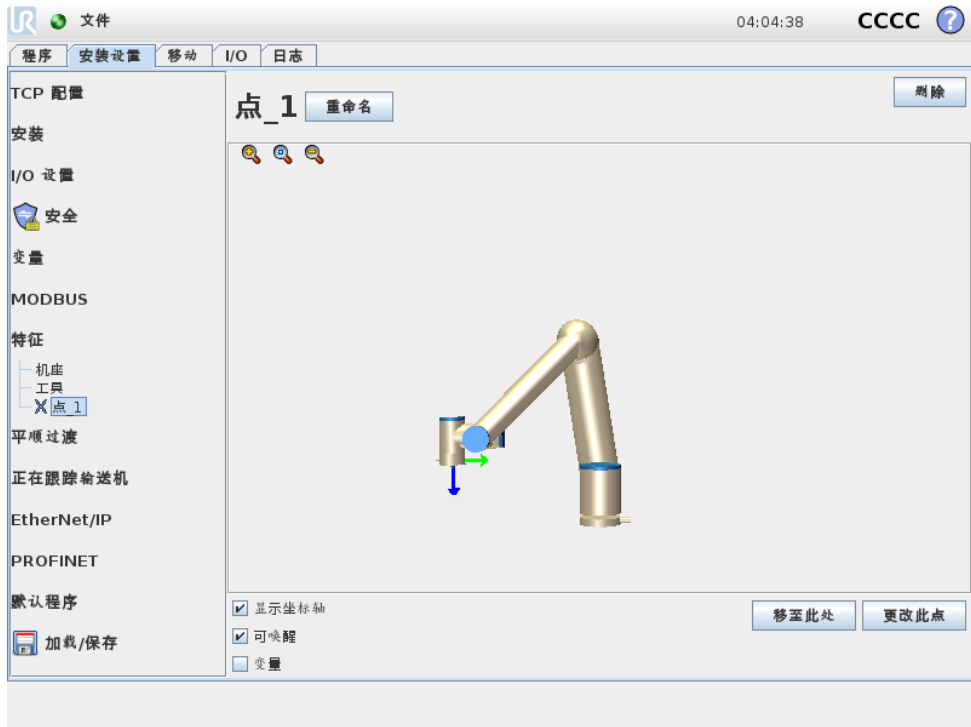 UR 文件 04:04:38 CCCC ?
程序 安装设置 移动 I/O 日志
TCP 配置
安装
I/O 设置
安全
变量
MODBUS
特征
机座
工具
点_1
平顺过渡
正在跟踪输送机
EtherNet/IP
PROFINET
默认程序
加载/保存
点_1 重命名 删除
显示坐标轴
可唤醒
变量
移至此处 更改此点